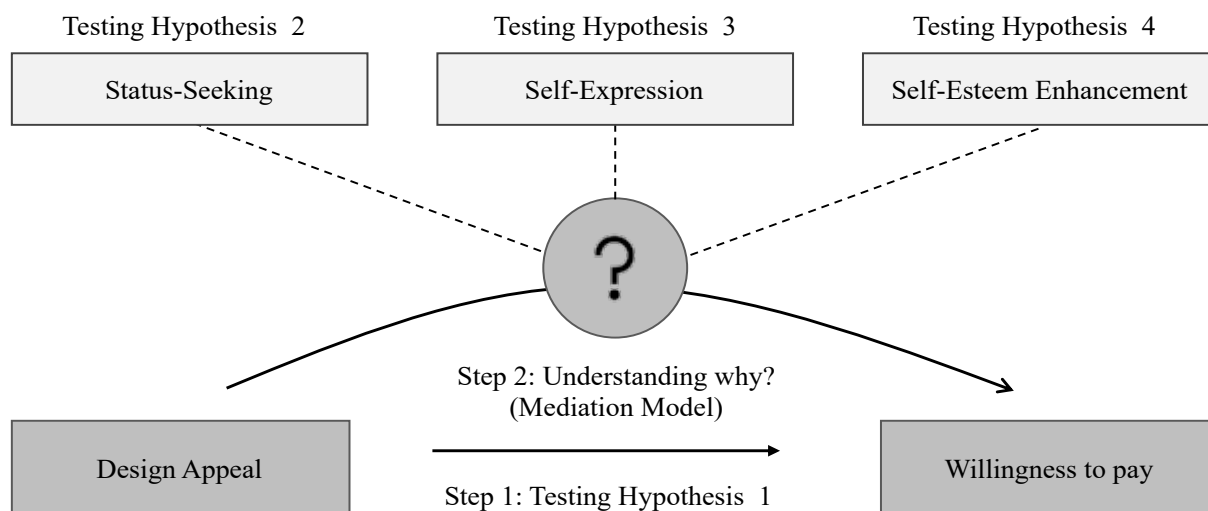 Testing Hypothesis 2
Testing Hypothesis 3
Testing Hypothesis 4
Status-Seeking
Self-Expression
Self-Esteem Enhancement
?
Step 2: Understanding why?
(Mediation Model)
Design Appeal
Willingness to pay
Step 1: Testing Hypothesis 1